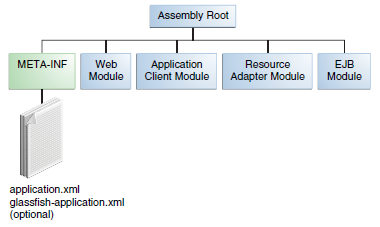 Assembly Root
META-INF
Web
Module
Application
Client Module
Resource
Adapter Module
EJB
Module
application.xml
glassfish-application.xml
(optional)